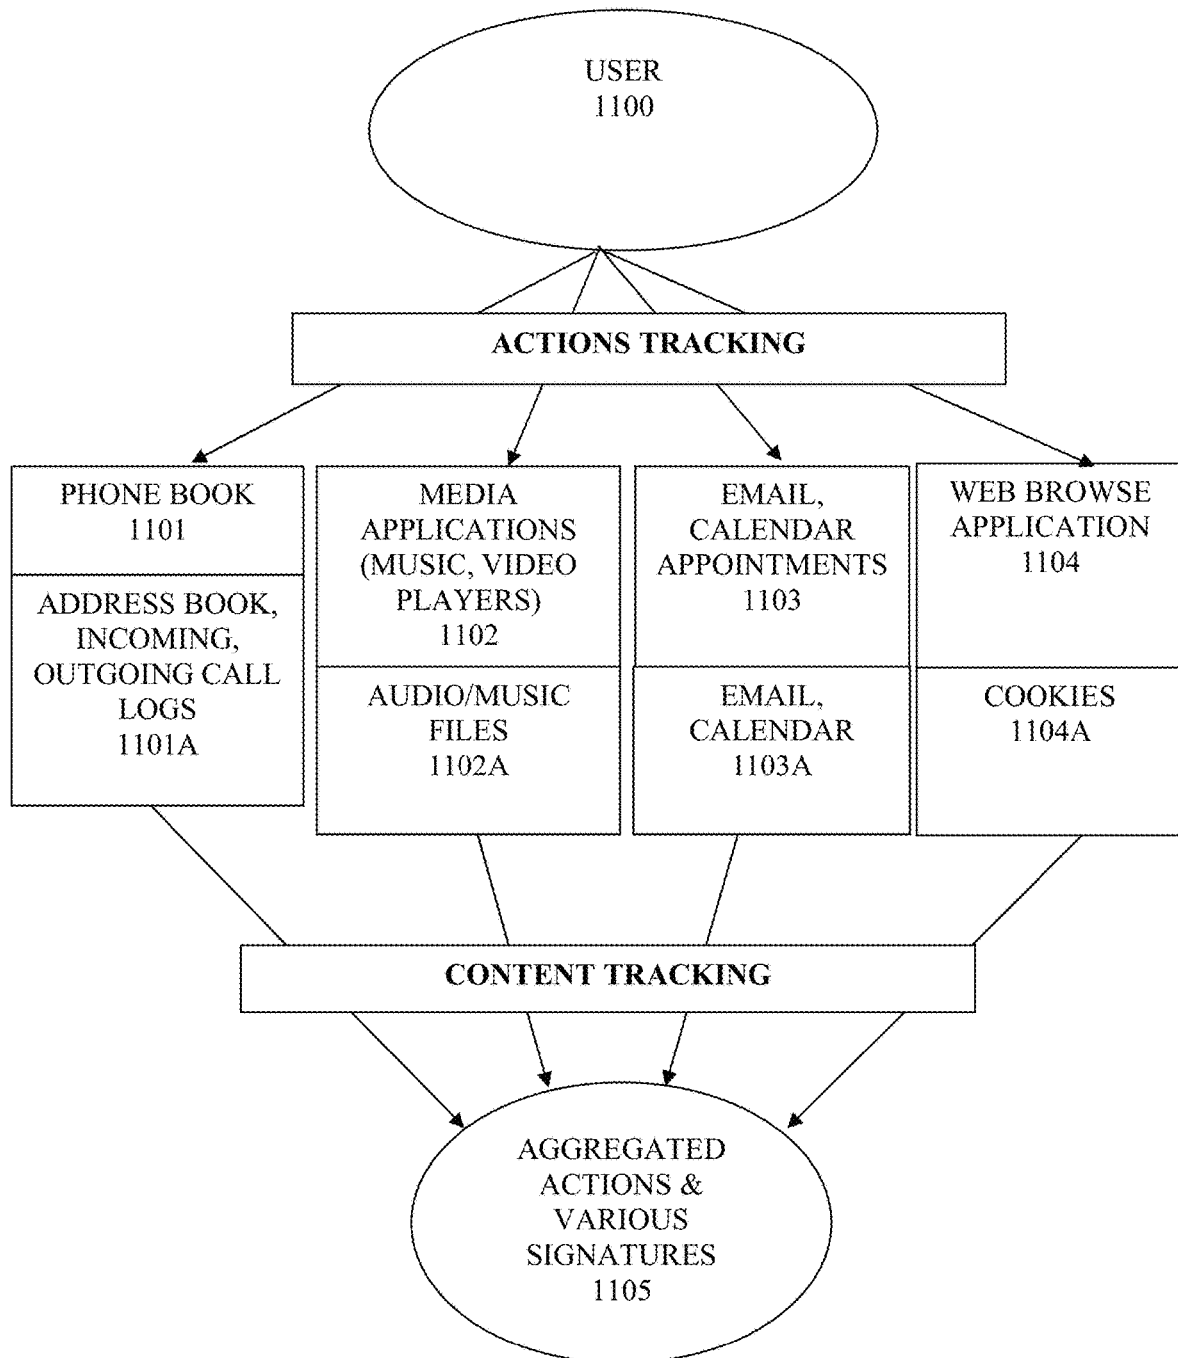 USER
1100
ACTIONS TRACKING
PHONE BOOK
1101
ADDRESS BOOK,
INCOMING,
OUTGOING CALL
LOGS
1101A
MEDIA
APPLICATIONS
(MUSIC, VIDEO
PLAYERS)
1102
AUDIO/MUSIC
FILES
1102A
EMAIL,
CALENDAR
APPOINTMENTS
1103
EMAIL,
CALENDAR
1103A
WEB BROWSE
APPLICATION
1104
COOKIES
1104A
CONTENT TRACKING
AGGREGATED
ACTIONS &
VARIOUS
SIGNATURES
1105